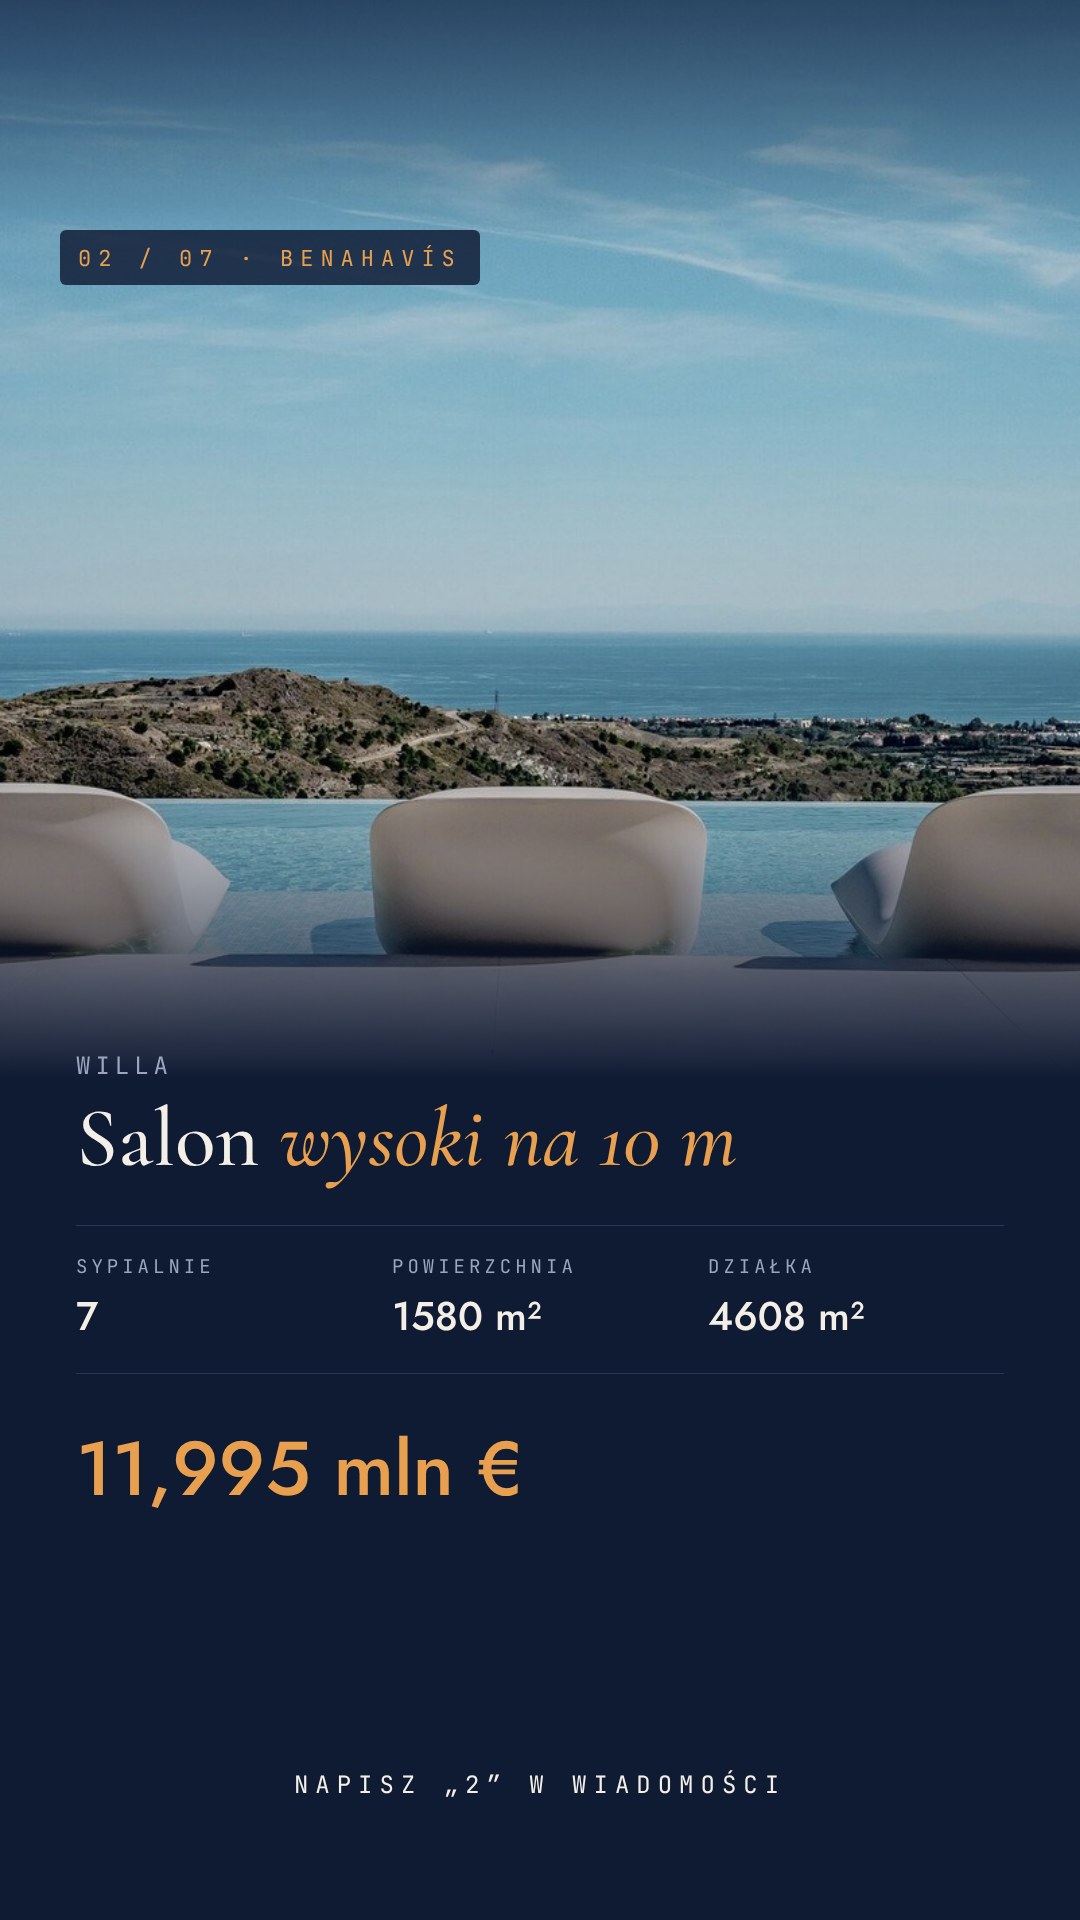 02 / 07 · BENAHAVÍS
WILLA
Salon wysoki na 10 m
SYPIALNIE POWIERZCHNIA DZIAŁKA
7 1580 m² 4608 m²
11,995 mln €
NAPISZ „2” W WIADOMOŚCI